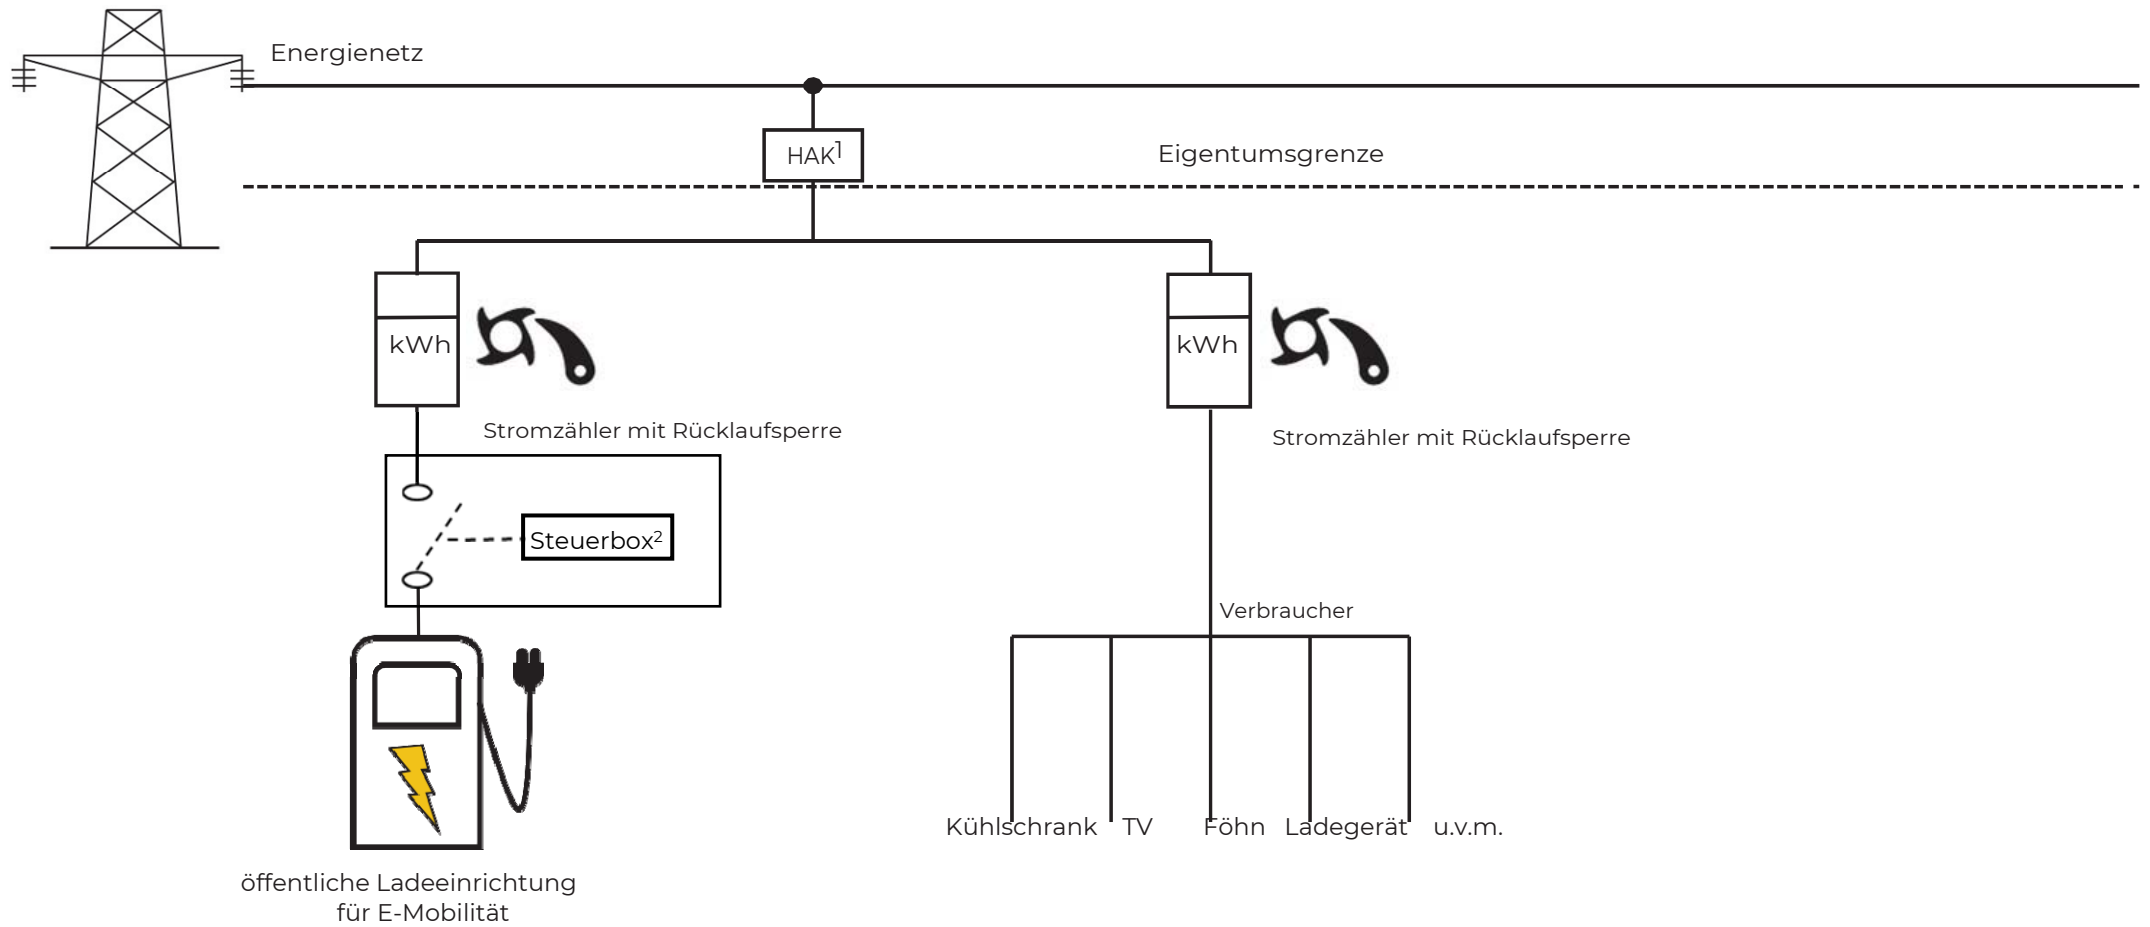 Energienetz
HAK¹
Eigentumsgrenze
kWh
kWh
Stromzähler mit Rücklaufsperre
Stromzähler mit Rücklaufsperre
Steuerbox²
Verbraucher
Kühlschrank TV Föhn Ladegerät u.v.m.
öffentliche Ladeeinrichtung
für E-Mobilität